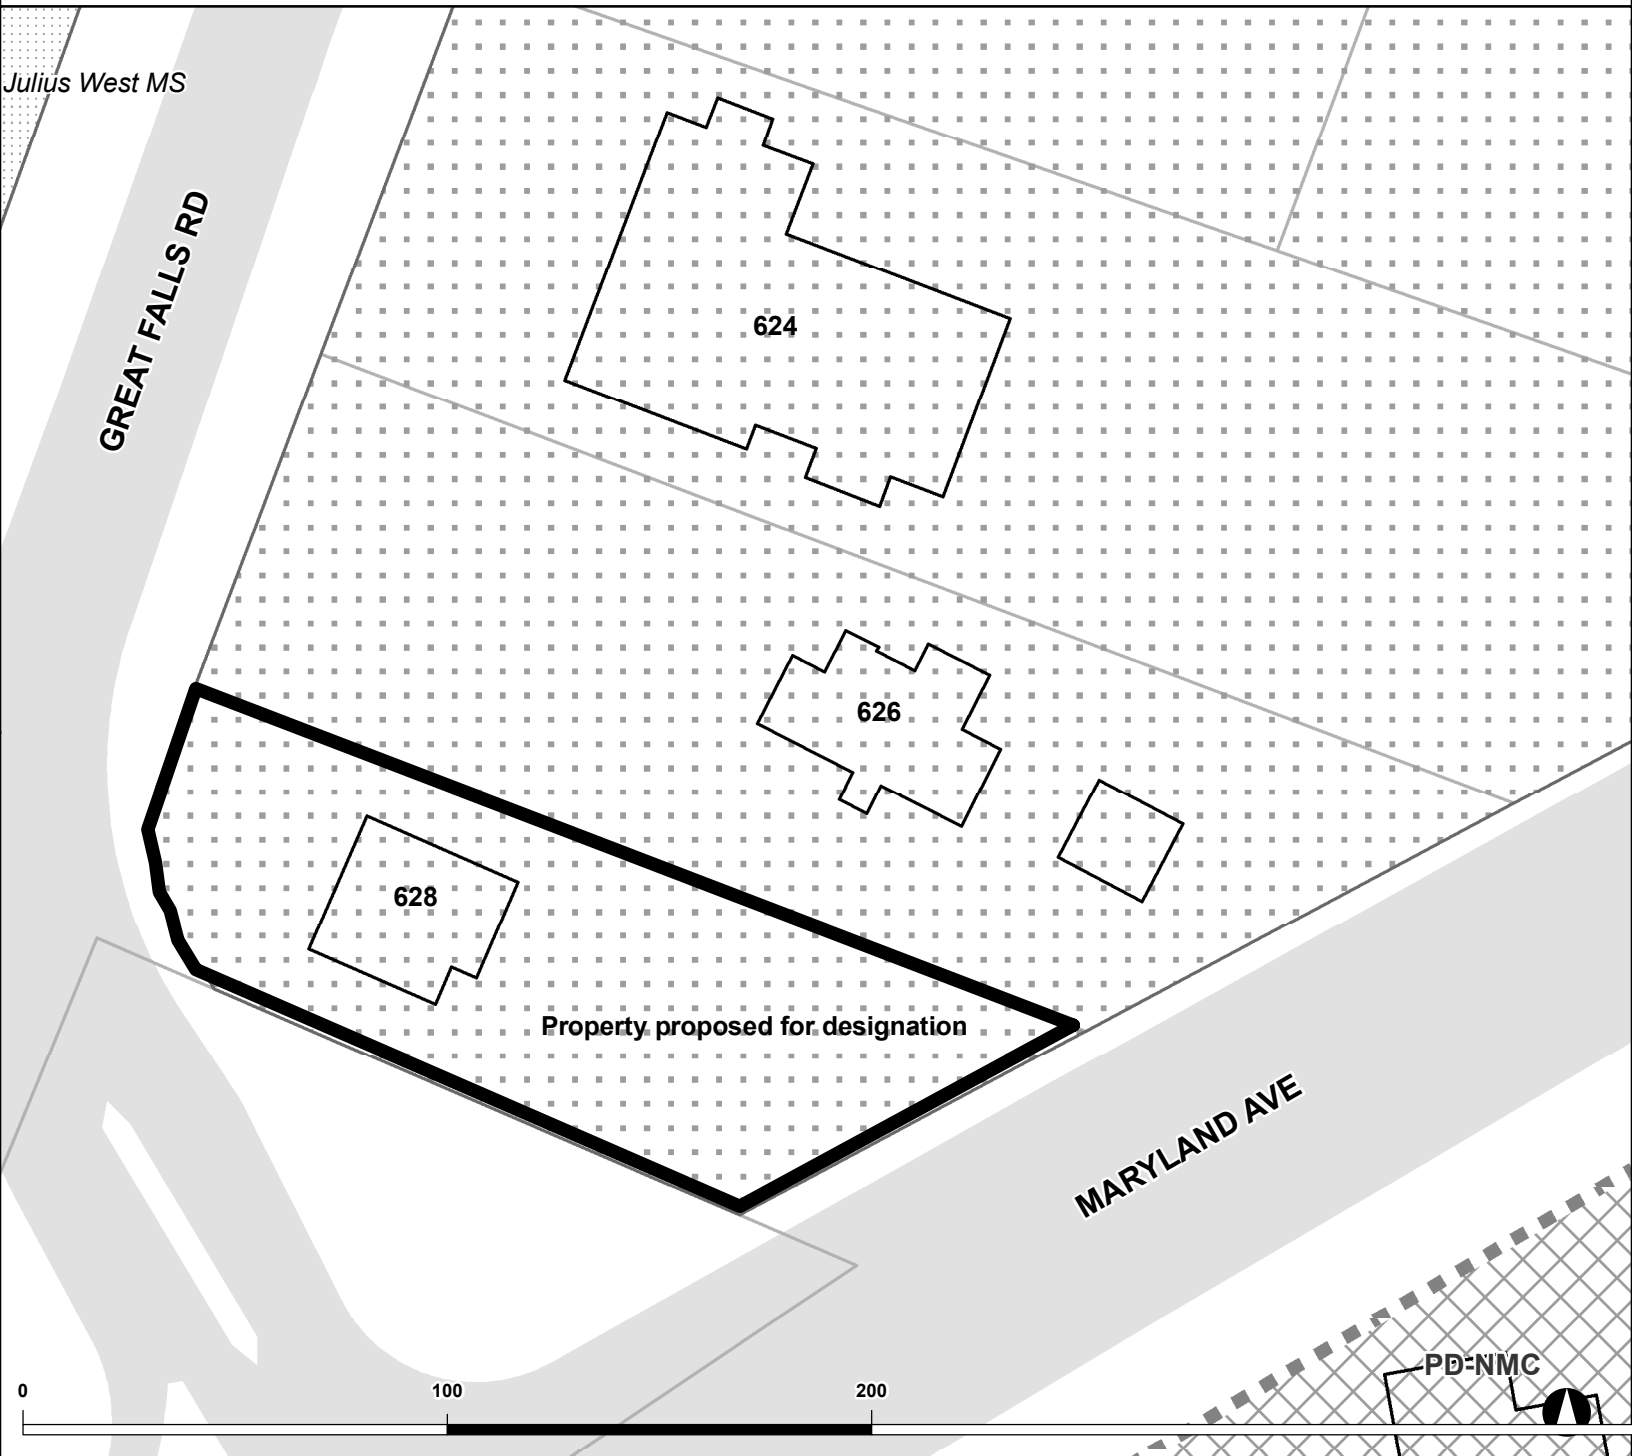 Julius West MS
GREAT FALLS RD
624
626
628
Property proposed for designation
MARYLAND AVE
PD-NMC
0 100 200